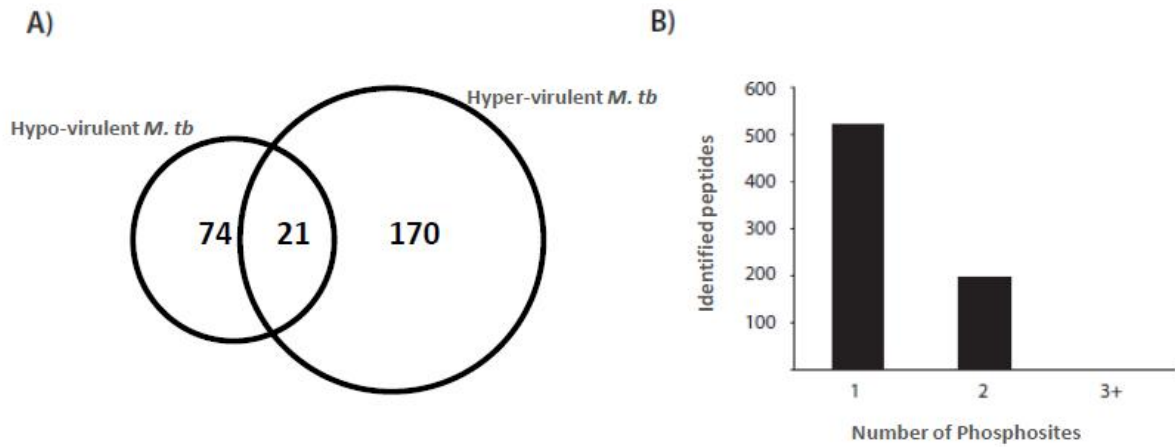 A)
Hypo-virulent M. tb
Hyper-virulent M. tb
74
21
170
B)
Identified peptides
600
500
400
300
200
100
1
2
3+
Number of Phosphosites